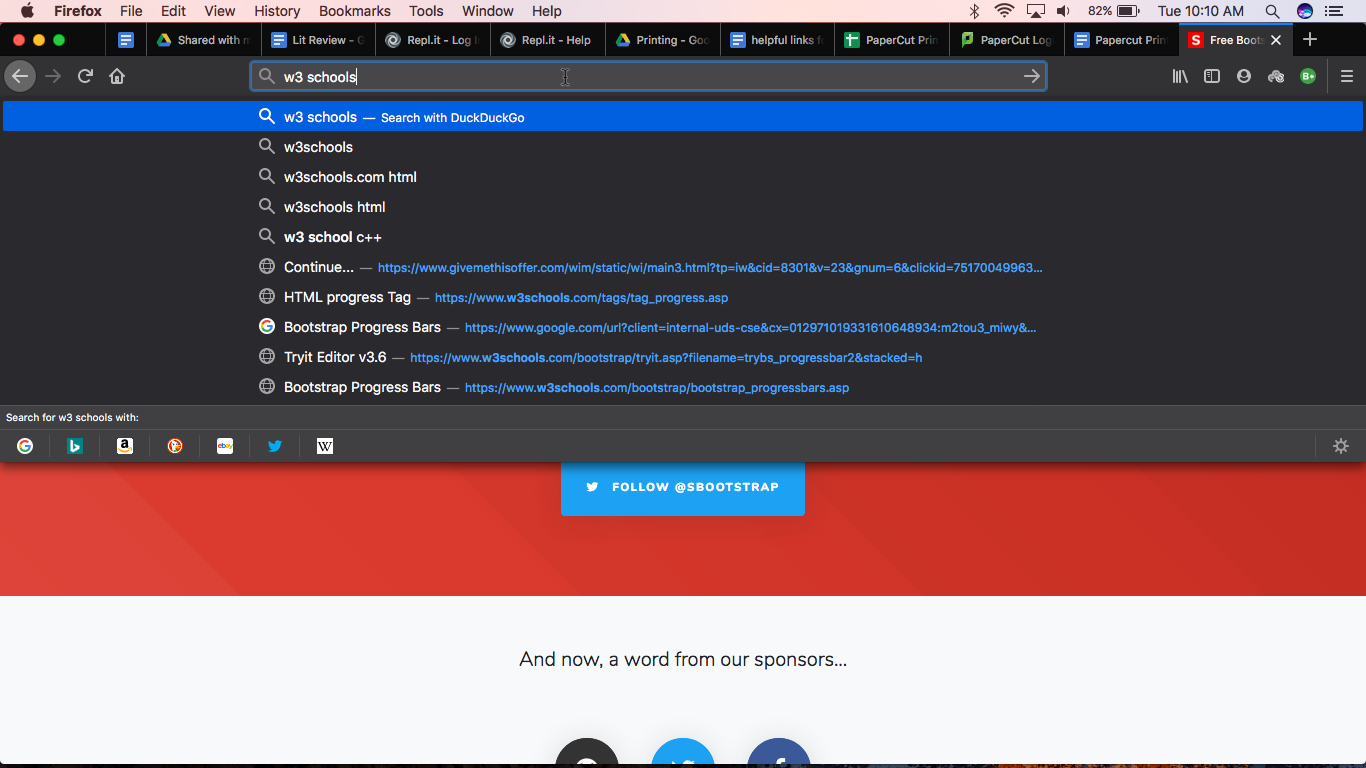 Firefox File Edit View History Bookmarks Tools Window Help 82% Tue 10:10 AM
Shared with m Lit Review - G Repl.it - Log I Repl.it - Help Printing - Goo helpful links f PaperCut Prin PaperCut Log Papercut Prin Free Boots
w3 schools
w3 schools — Search with DuckDuckGo
w3schools
w3schools.com html
w3schools html
w3 school c++
Continue... — https://www.givemethisoffer.com/wim/static/wi/main3.html?tp=iw&cid=8301&v=23&gnum=6&clickid=75170049963...
HTML progress Tag — https://www.w3schools.com/tags/tag_progress.asp
Bootstrap Progress Bars — https://www.google.com/url?client=internal-uds-cse&cx=012971019331610648934:m2tou3_miwy&...
Tryit Editor v3.6 — https://www.w3schools.com/bootstrap/tryit.asp?filename=trybs_progressbar2&stacked=h
Bootstrap Progress Bars — https://www.w3schools.com/bootstrap/bootstrap_progressbars.asp
Search for w3 schools with:
FOLLOW @SBOOTSTRAP
And now, a word from our sponsors...